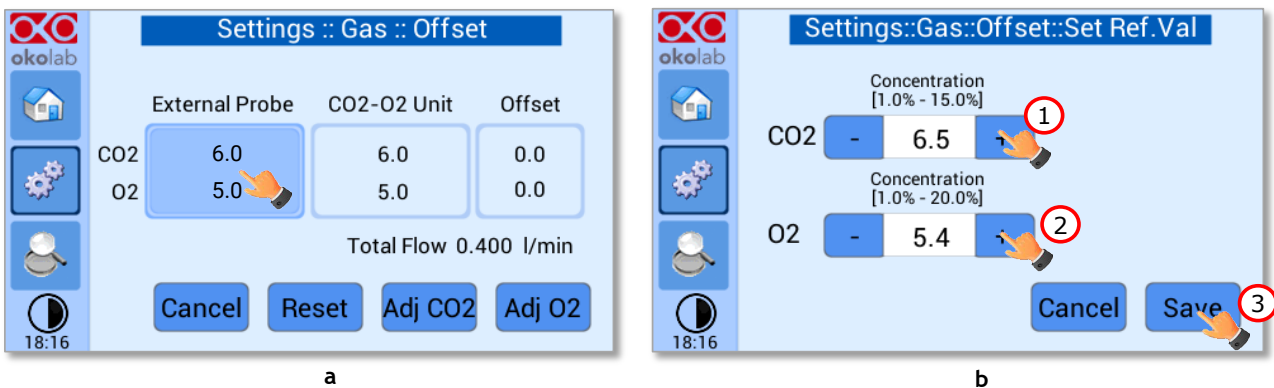 okolab
Settings :: Gas :: Offset
External Probe CO2-O2 Unit Offset
CO2 6.0 6.0 0.0
O2 5.0 5.0 0.0
Total Flow 0.400 l/min
Cancel Reset Adj CO2 Adj O2
18:16
a
okolab
Settings::Gas::Offset::Set Ref.Val
Concentration
[1.0% - 15.0%]
1
CO2 - 6.5 +
Concentration
[1.0% - 20.0%]
2
O2 - 5.4 +
Cancel Save 3
18:16
b